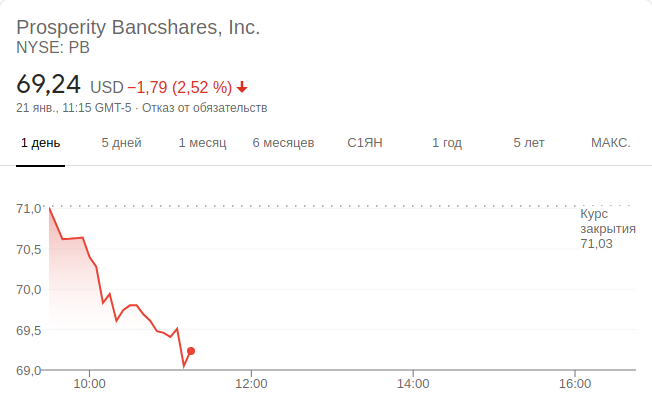 Prosperity Bancshares, Inc.
NYSE: PB
69,24 USD −1,79 (2,52 %)
21 янв., 11:15 GMT-5 · Отказ от обязательств
1 день 5 дней 1 месяц 6 месяцев С1ЯН 1 год 5 лет МАКС.
71,0
Курс
закрытия
71,03
70,5
70,0
69,5
69,0
10:00 12:00 14:00 16:00